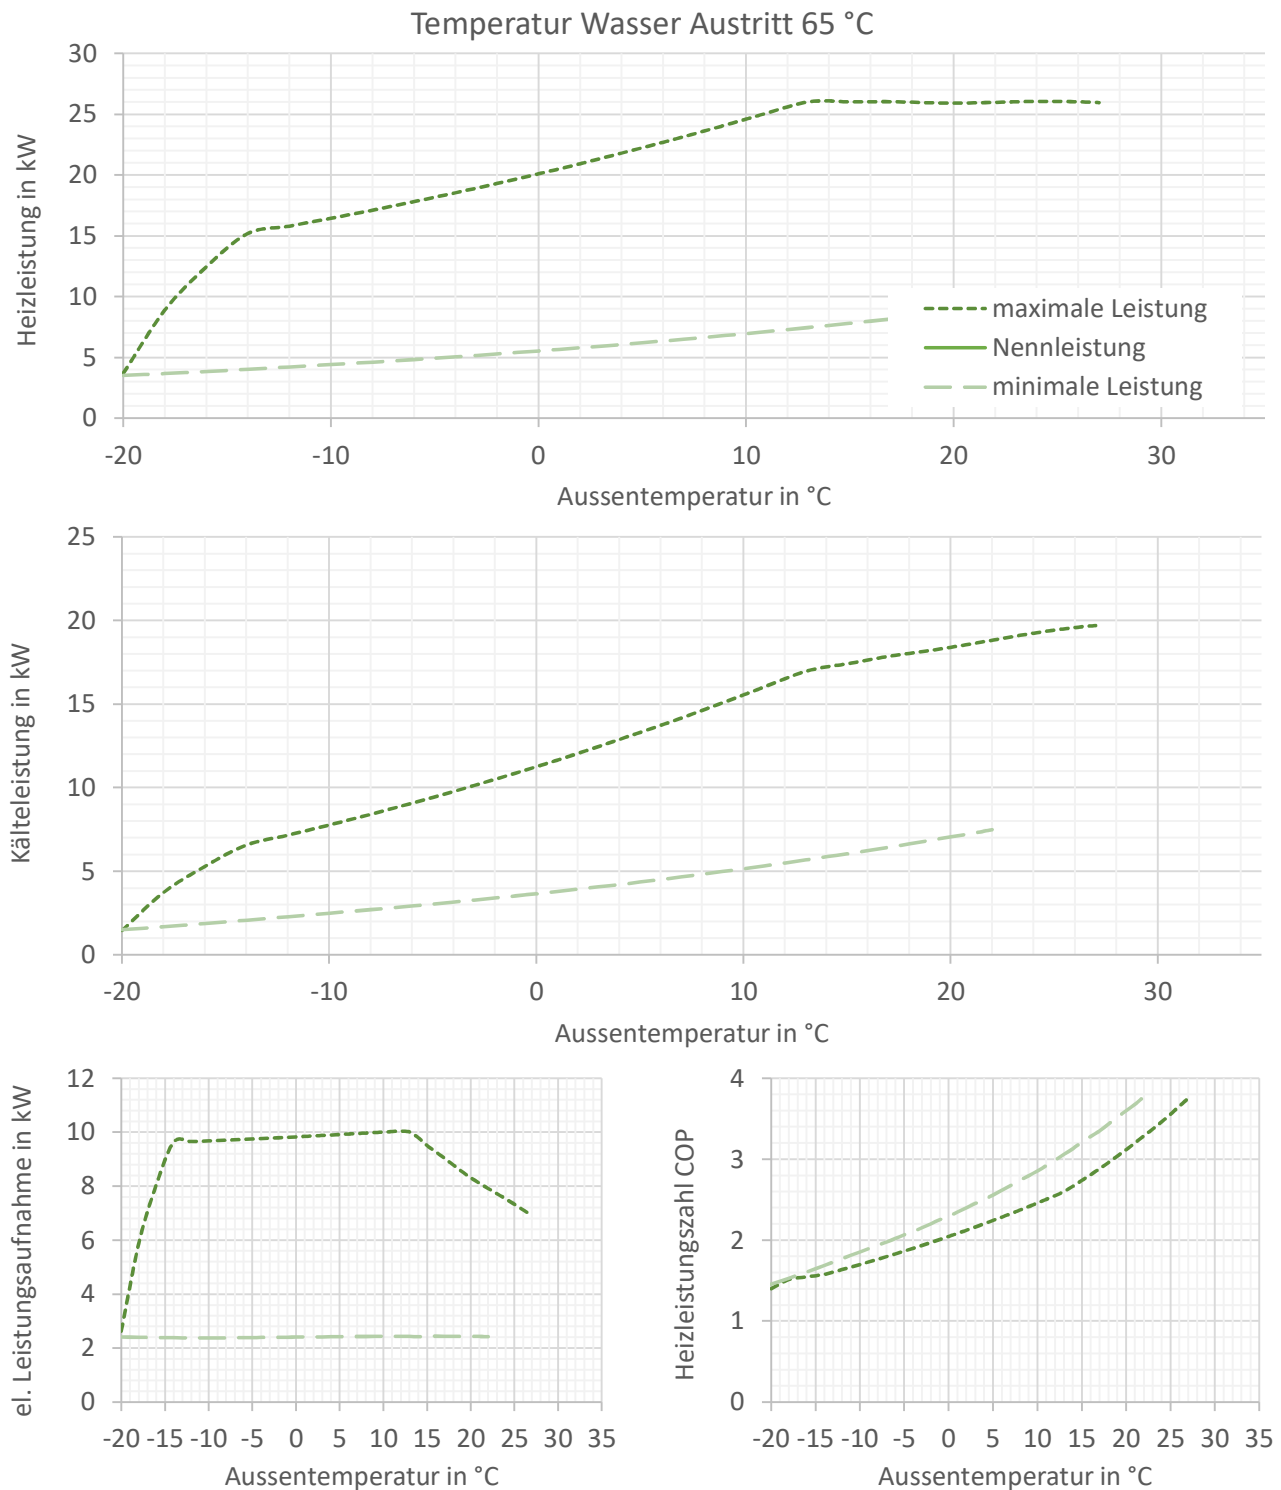 Temperatur Wasser Austritt 65 °C
Heizleistung in kW
30
25
20
15
10
5
0
-20 -10 0 10 20 30
Aussentemperatur in °C
maximale Leistung
Nennleistung
minimale Leistung
Kälteleistung in kW
25
20
15
10
5
0
-20 -10 0 10 20 30
Aussentemperatur in °C
el. Leistungsaufnahme in kW
12
10
8
6
4
2
0
-20 -15 -10 -5 0 5 10 15 20 25 30 35
Aussentemperatur in °C
Heizleistungszahl COP
4
3
2
1
0
-20 -15 -10 -5 0 5 10 15 20 25 30 35
Aussentemperatur in °C